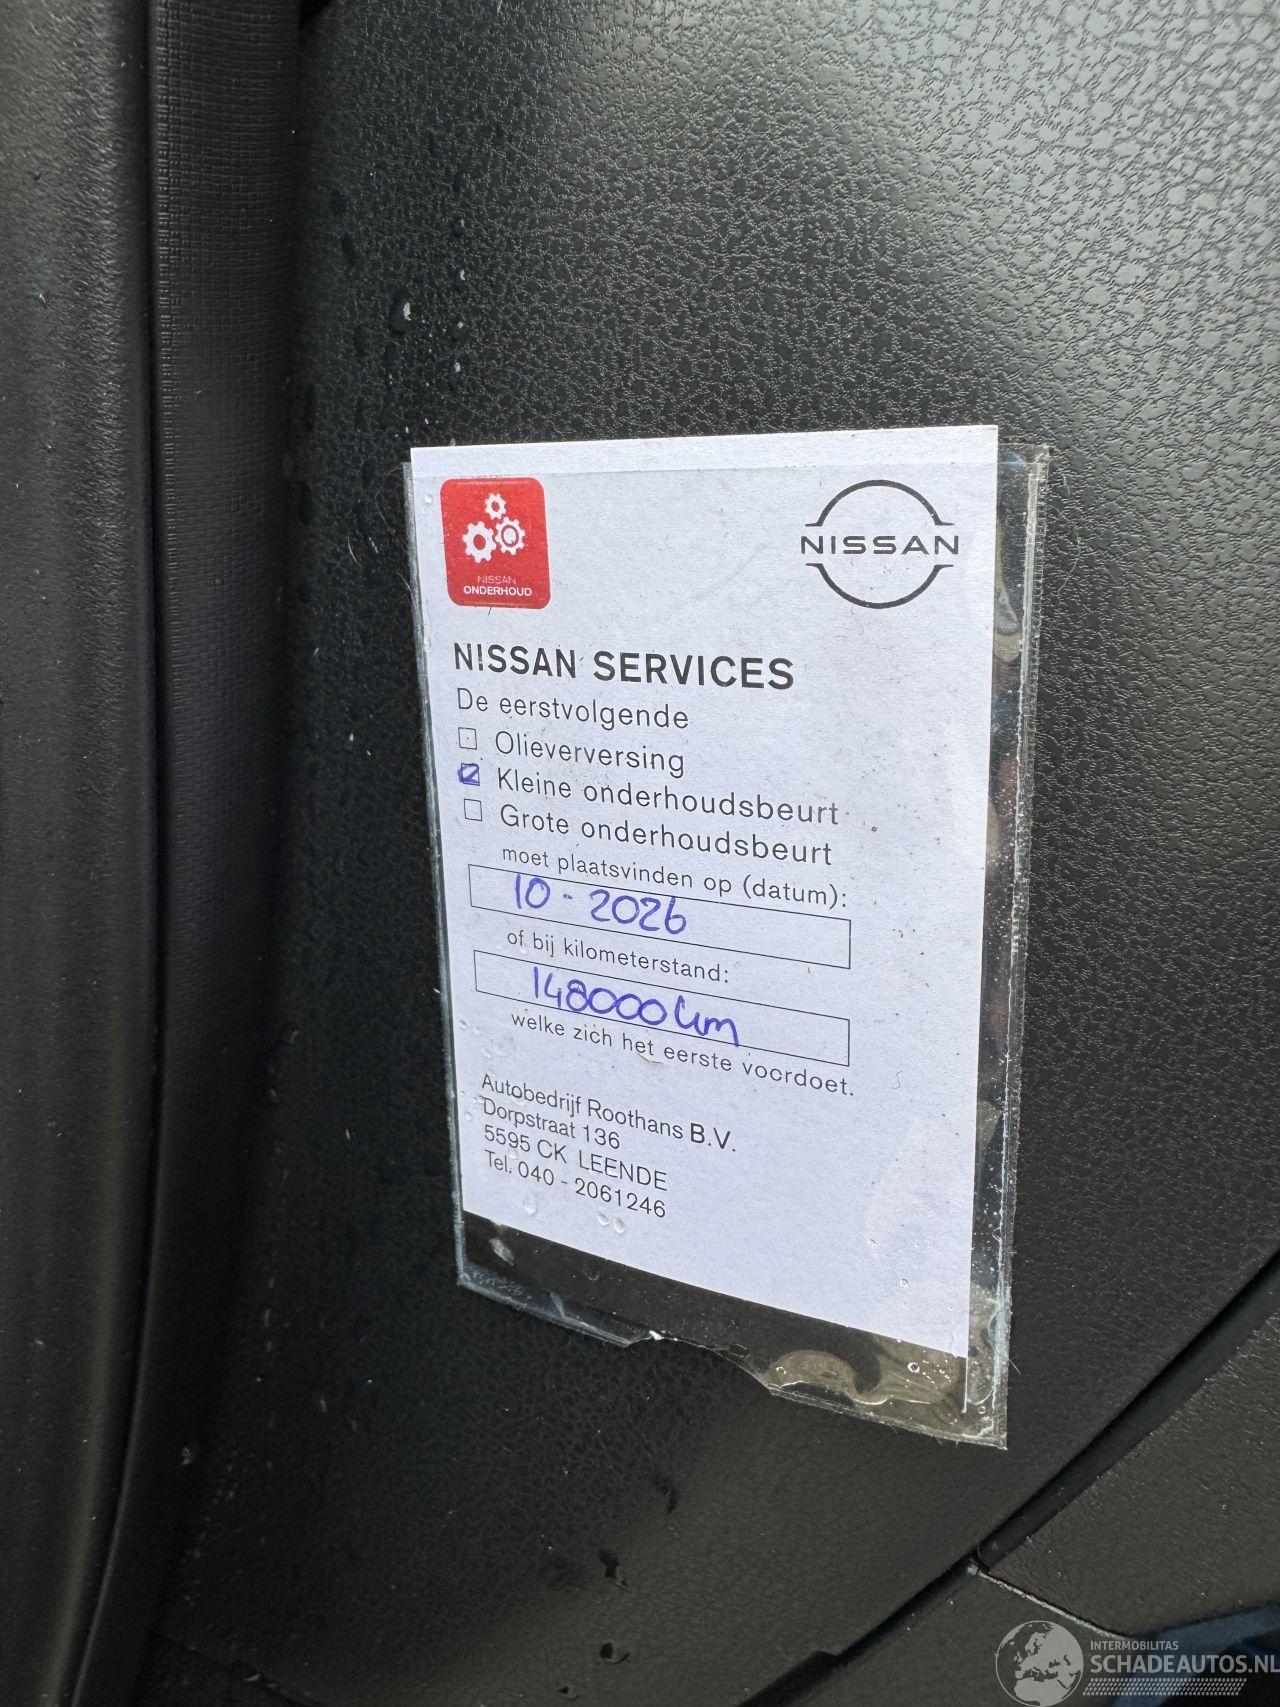 NISSAN
ONDERHOUD
NISSAN
NISSAN SERVICES
De eerstvolgende
Olieverversing
Kleine onderhoudsbeurt
Grote onderhoudsbeurt
moet plaatsvinden op (datum):
10-2026
of bij kilometerstand:
148000km
welke zich het eerste voordoet.
Autobedrijf Roothans B.V.
Dorpstraat 136
5595 CK LEENDE
Tel. 040 - 2061246
INTERMOBILITAS
SCHADEAUTOS.NL